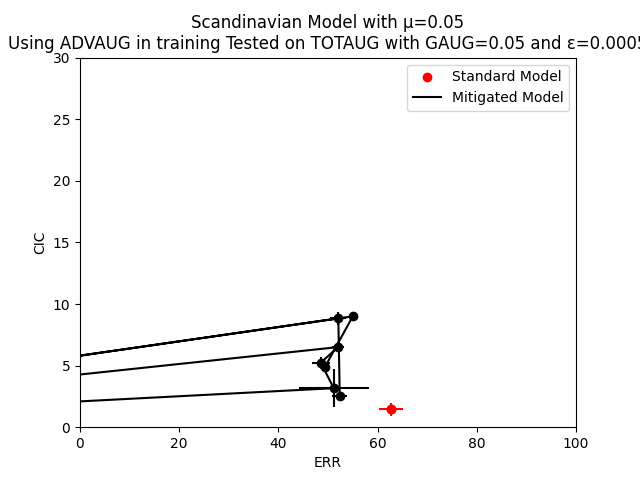 Scandinavian Model with μ=0.05
Using ADVAUG in training Tested on TOTAUG with GAUG=0.05 and ε=0.0005
30
25
20
15
10
5
0
CIC
0 20 40 60 80 100
ERR
Standard Model
Mitigated Model